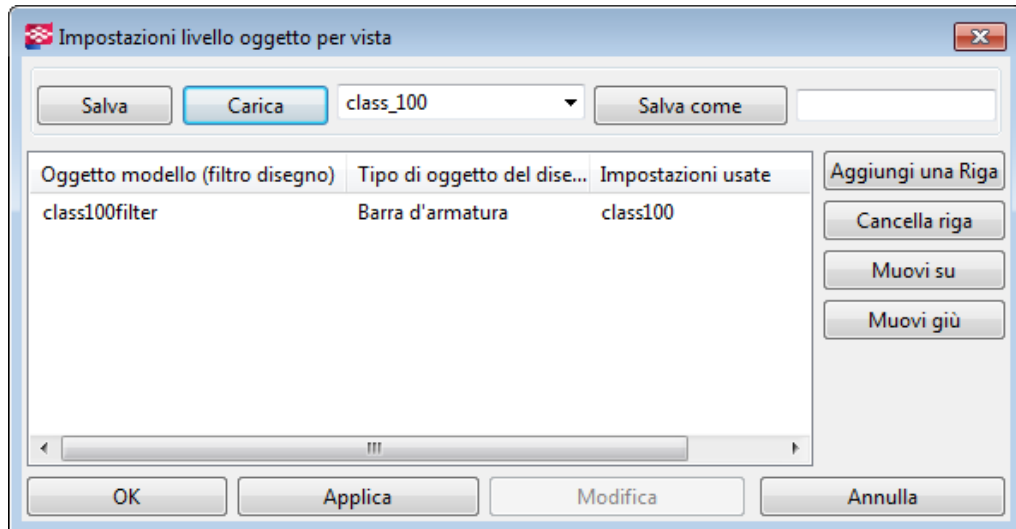 Impostazioni livello oggetto per vista
Salva Carica class_100 Salva come
Oggetto modello (filtro disegno) Tipo di oggetto del dise... Impostazioni usate Aggiungi una Riga
class100filter Barra d'armatura class100
Cancella riga
Muovi su
Muovi giù
OK Applica Modifica Annulla